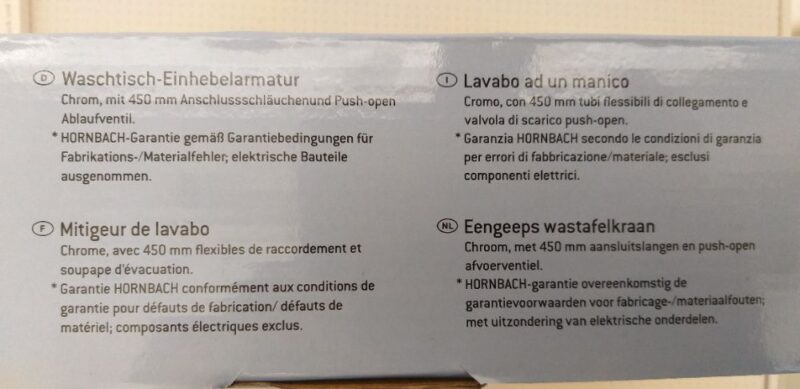 D Waschtisch-Einhebelarmatur
Chrom, mit 450 mm Anschlussschläuchenund Push-open
Ablaufventil.
* HORNBACH-Garantie gemäß Garantiebedingungen für
Fabrikations-/Materialfehler; elektrische Bauteile
ausgenommen.
F Mitigeur de lavabo
Chrome, avec 450 mm flexibles de raccordement et
soupape d'évacuation.
* Garantie HORNBACH conformément aux conditions de
garantie pour défauts de fabrication/ défauts de
matériel; composants électriques exclus.
I Lavabo ad un manico
Cromo, con 450 mm tubi flessibili di collegamento e
valvola di scarico push-open.
* Garanzia HORNBACH secondo le condizioni di garanzia
per errori di fabbricazione/materiale; esclusi
componenti elettrici.
NL Eengeeps wastafelkraan
Chroom, met 450 mm aansluitslangen en push-open
afvoerventiel.
* HORNBACH-garantie overeenkomstig de
garantievoorwaarden voor fabricage-/materiaalfouten;
met uitzondering van elektrische onderdelen.